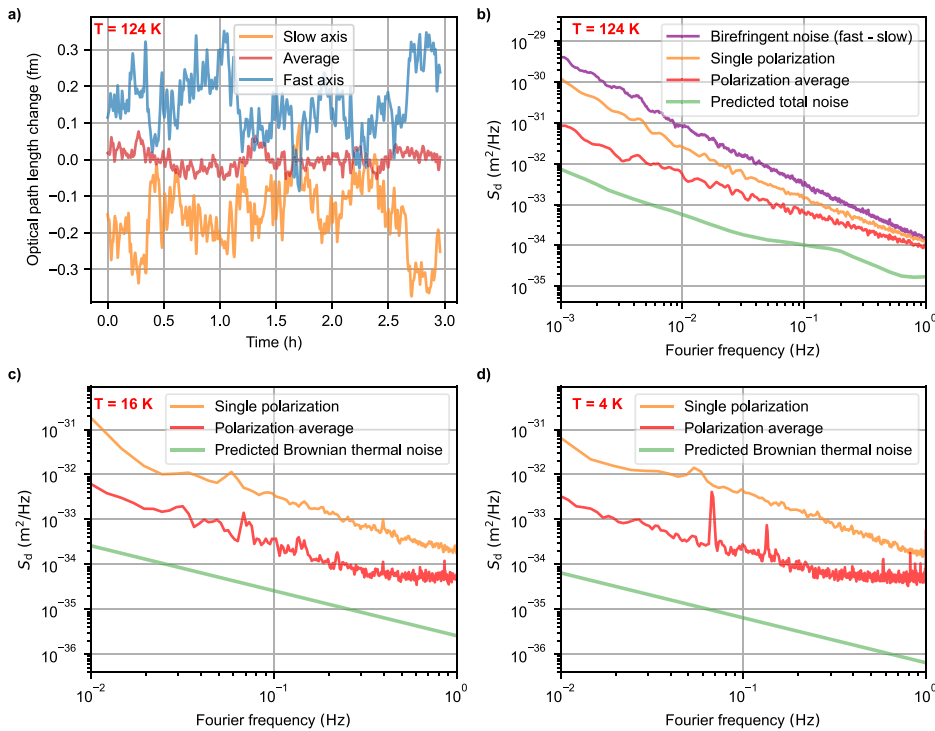 a)
T = 124 K
Slow axis
Average
Fast axis
Optical path length change (fm)
0.3
0.2
0.1
0.0
−0.1
−0.2
−0.3
0.0 0.5 1.0 1.5 2.0 2.5 3.0
Time (h)
b)
T = 124 K
Birefringent noise (fast - slow)
Single polarization
Polarization average
Predicted total noise
S_d (m²/Hz)
10⁻²⁹
10⁻³⁰
10⁻³¹
10⁻³²
10⁻³³
10⁻³⁴
10⁻³⁵
10⁻³ 10⁻² 10⁻¹ 10⁰
Fourier frequency (Hz)
c)
T = 16 K
Single polarization
Polarization average
Predicted Brownian thermal noise
S_d (m²/Hz)
10⁻³¹
10⁻³²
10⁻³³
10⁻³⁴
10⁻³⁵
10⁻³⁶
10⁻² 10⁻¹ 10⁰
Fourier frequency (Hz)
d)
T = 4 K
Single polarization
Polarization average
Predicted Brownian thermal noise
S_d (m²/Hz)
10⁻³¹
10⁻³²
10⁻³³
10⁻³⁴
10⁻³⁵
10⁻³⁶
10⁻² 10⁻¹ 10⁰
Fourier frequency (Hz)